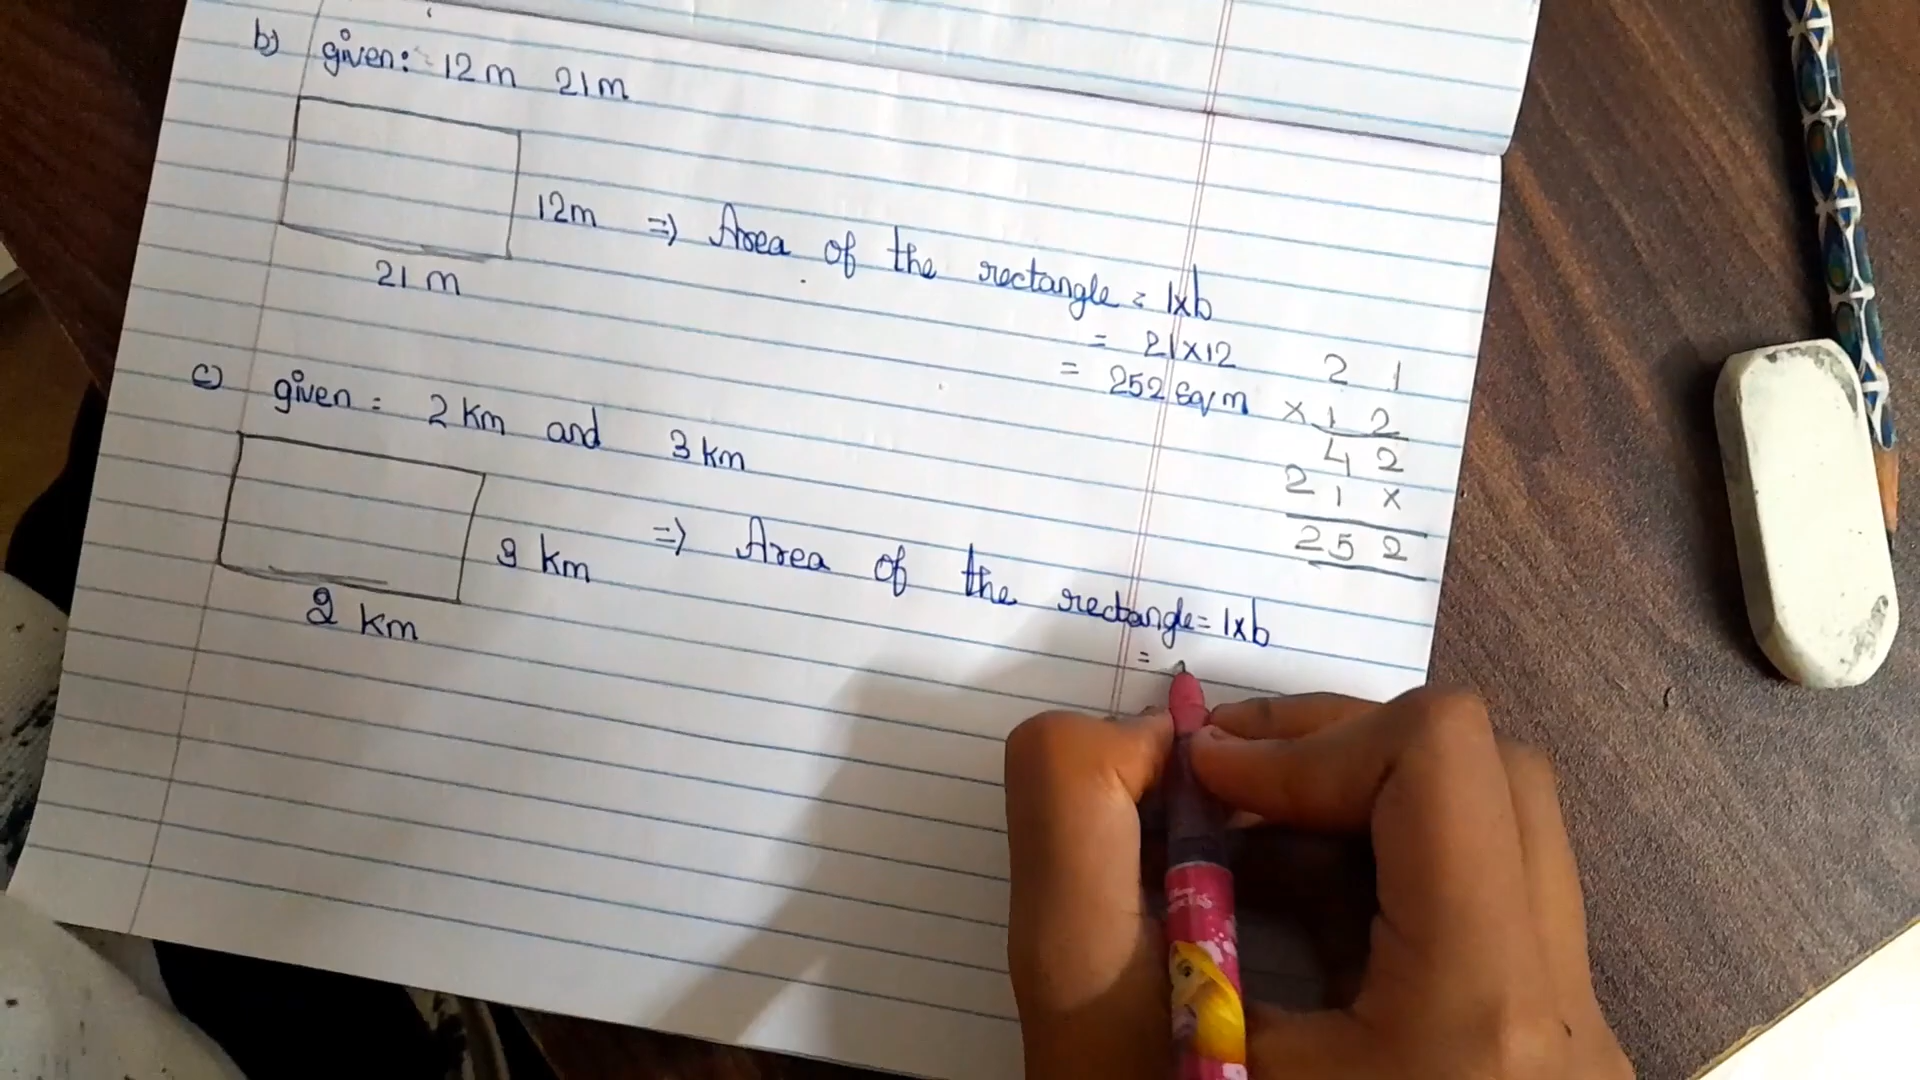 b) given: 12 m 21 m
12m => Area of the rectangle = l×b
21 m
= 21×12
= 252 sq/m
2 1
×1 2
4 2
2 1 ×
2 5 2
c) given = 2 km and 3 km
3 km => Area of the rectangle = l×b
2 km
=